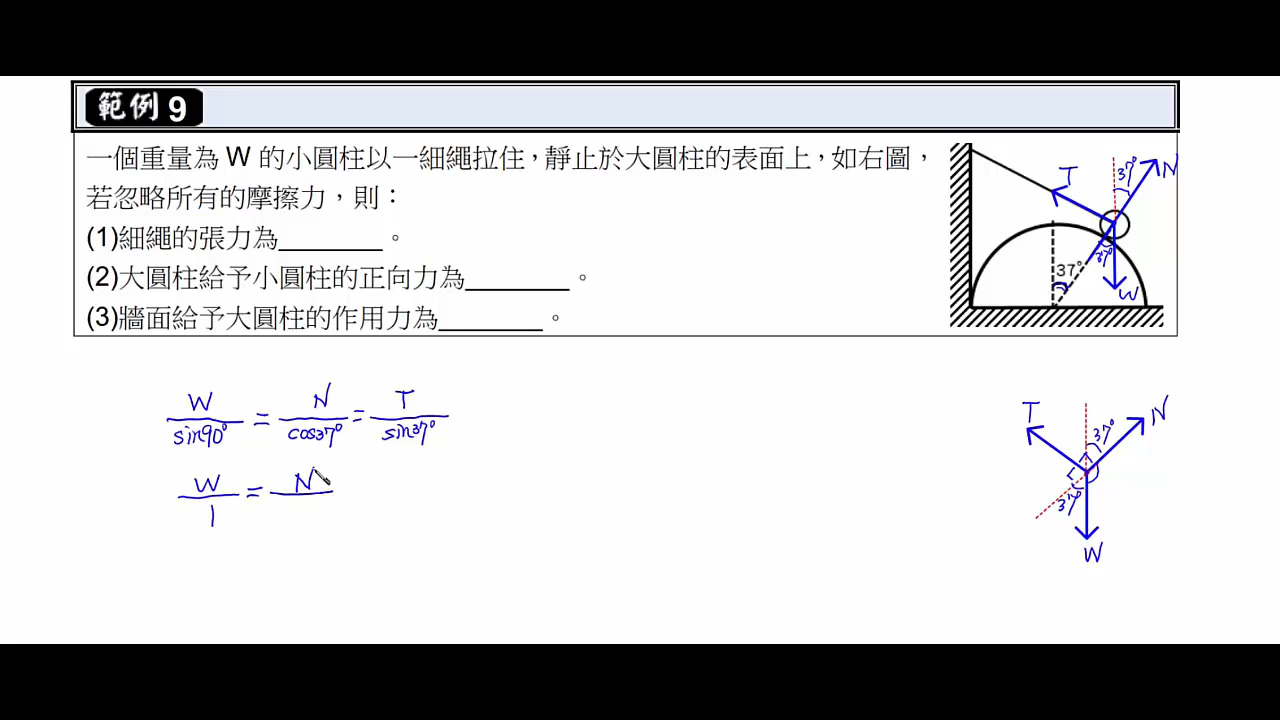 範例 9
一個重量為 W 的小圓柱以一細繩拉住，靜止於大圓柱的表面上，如右圖，
若忽略所有的摩擦力，則：
(1)細繩的張力為________。
(2)大圓柱給予小圓柱的正向力為________。
(3)牆面給予大圓柱的作用力為________。
T 37° N
37° 37°
W
W/sin90° = N/cos37° = T/sin37°
W/1 = N
T 37° N
37°
W